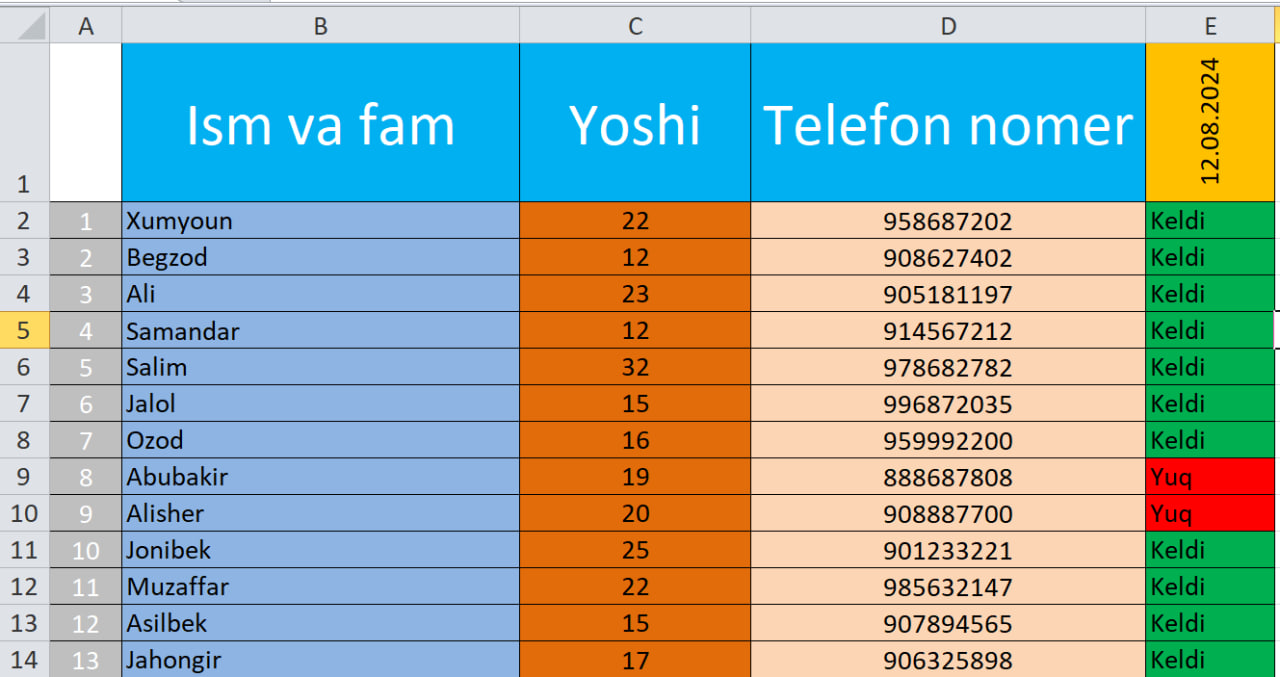 A B C D E
1 Ism va fam Yoshi Telefon nomer 12.08.2024
2 1 Xumyoun 22 958687202 Keldi
3 2 Begzod 12 908627402 Keldi
4 3 Ali 23 905181197 Keldi
5 4 Samandar 12 914567212 Keldi
6 5 Salim 32 978682782 Keldi
7 6 Jalol 15 996872035 Keldi
8 7 Ozod 16 959992200 Keldi
9 8 Abubakir 19 888687808 Yuq
10 9 Alisher 20 908887700 Yuq
11 10 Jonibek 25 901233221 Keldi
12 11 Muzaffar 22 985632147 Keldi
13 12 Asilbek 15 907894565 Keldi
14 13 Jahongir 17 906325898 Keldi